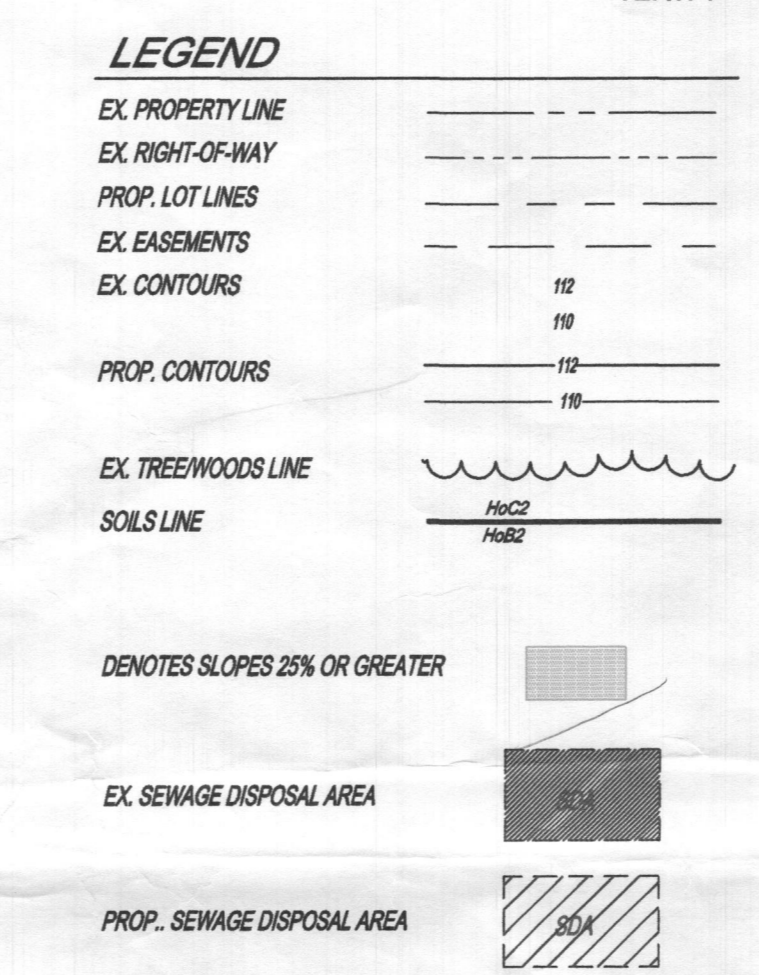 LEGEND
EX. PROPERTY LINE
EX. RIGHT-OF-WAY
PROP. LOT LINES
EX. EASEMENTS
EX. CONTOURS 112
110
PROP. CONTOURS 112
110
EX. TREE/WOODS LINE
SOILS LINE HoC2
HoB2
DENOTES SLOPES 25% OR GREATER
EX. SEWAGE DISPOSAL AREA SDA
PROP.. SEWAGE DISPOSAL AREA SDA